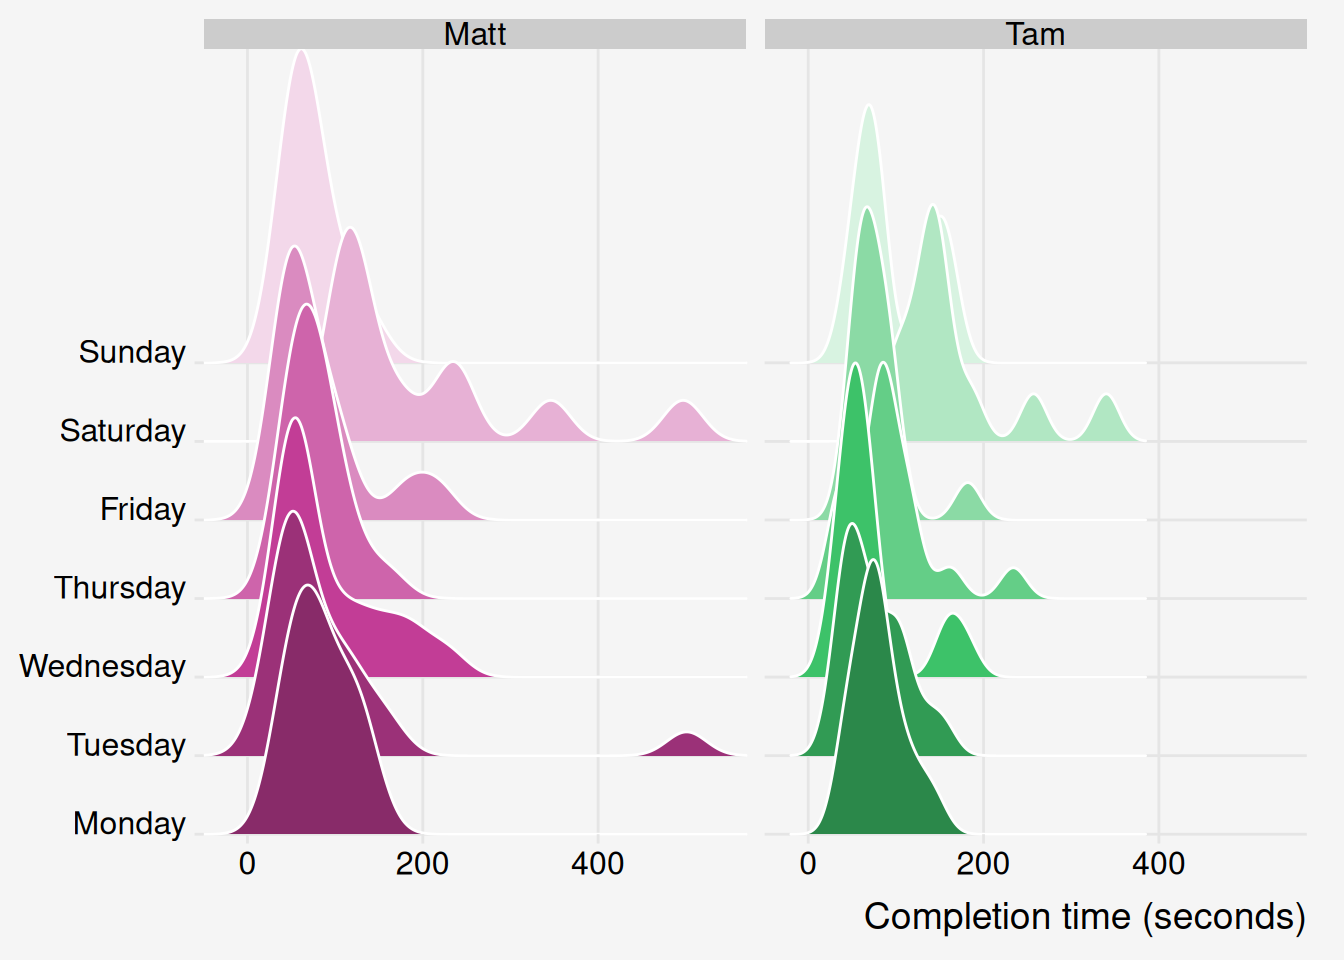 Matt Tam
Sunday
Saturday
Friday
Thursday
Wednesday
Tuesday
Monday
0 200 400 0 200 400
Completion time (seconds)